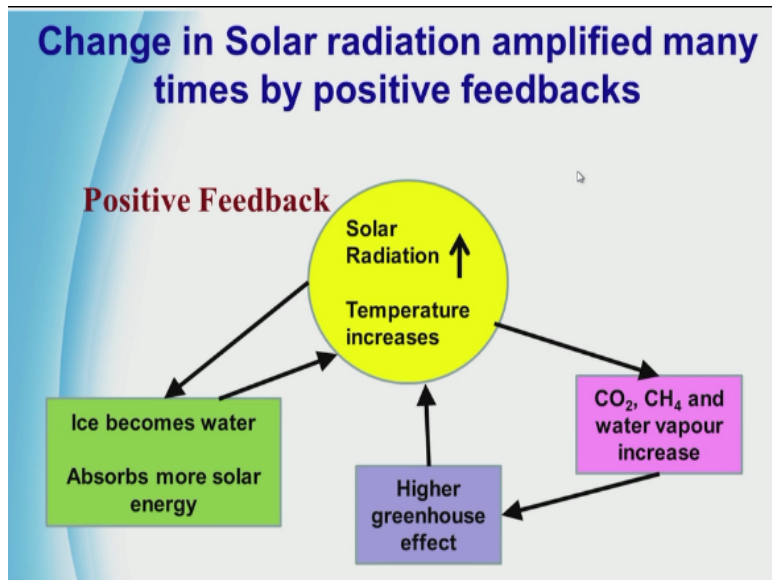 Change in Solar radiation amplified many
times by positive feedbacks
Positive Feedback
Solar
Radiation
Temperature
increases
Ice becomes water
Absorbs more solar
energy
CO₂, CH₄ and
water vapour
increase
Higher
greenhouse
effect